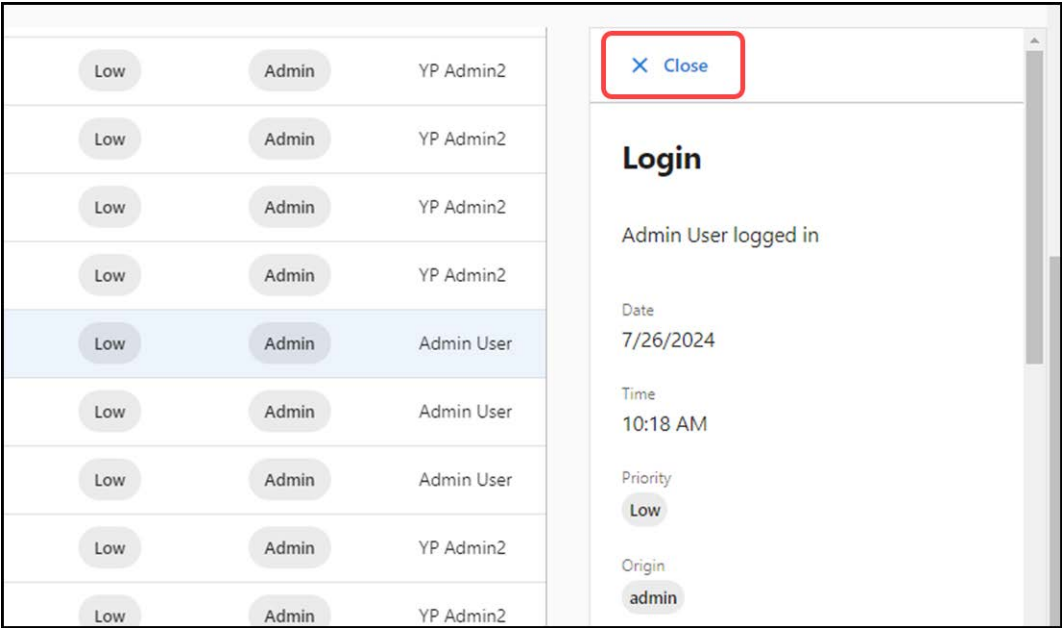 Low Admin YP Admin2
Low Admin YP Admin2
Low Admin YP Admin2
Low Admin YP Admin2
Low Admin Admin User
Low Admin Admin User
Low Admin Admin User
Low Admin YP Admin2
Low Admin YP Admin2
Close
Login
Admin User logged in
Date
7/26/2024
Time
10:18 AM
Priority
Low
Origin
admin